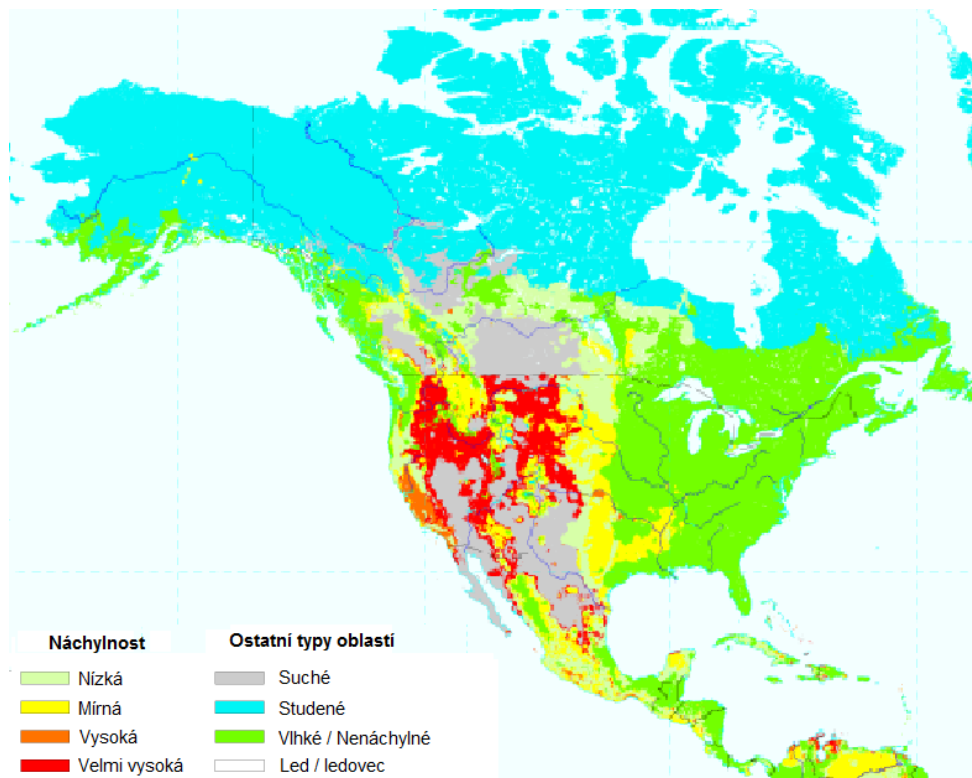 Náchylnost
Nízká
Mírná
Vysoká
Velmi vysoká
Ostatní typy oblastí
Suché
Studené
Vlhké / Nenáchylné
Led / ledovec